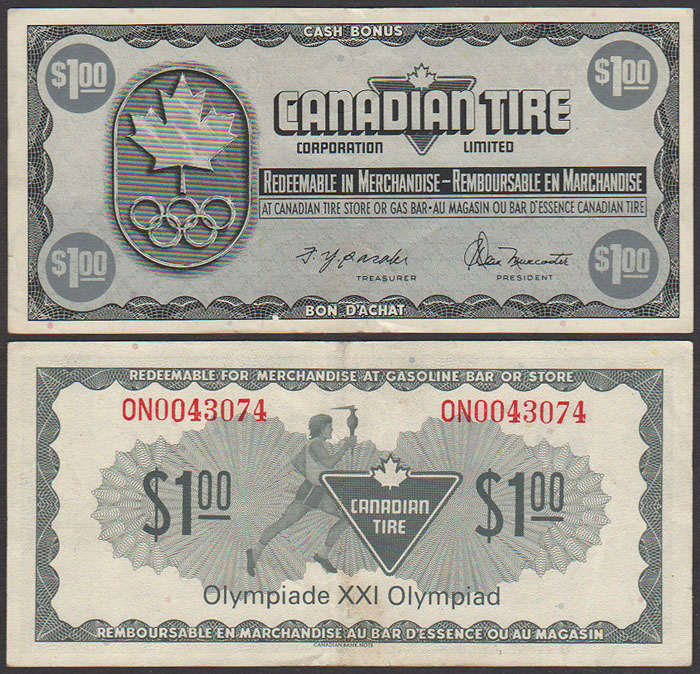 CASH BONUS
$1.00 $1.00
CANADIAN TIRE
CORPORATION LIMITED
REDEEMABLE IN MERCHANDISE – REMBOURSABLE EN MARCHANDISE
AT CANADIAN TIRE STORE OR GAS BAR • AU MAGASIN OU BAR D'ESSENCE CANADIAN TIRE
$1.00 $1.00
TREASURER PRESIDENT
BON D'ACHAT
REDEEMABLE FOR MERCHANDISE AT GASOLINE BAR OR STORE
ON0043074 ON0043074
$1.00 $1.00
CANADIAN
TIRE
Olympiade XXI Olympiad
REMBOURSABLE EN MARCHANDISE AU BAR D'ESSENCE OU AU MAGASIN
CANADIAN BANK NOTE